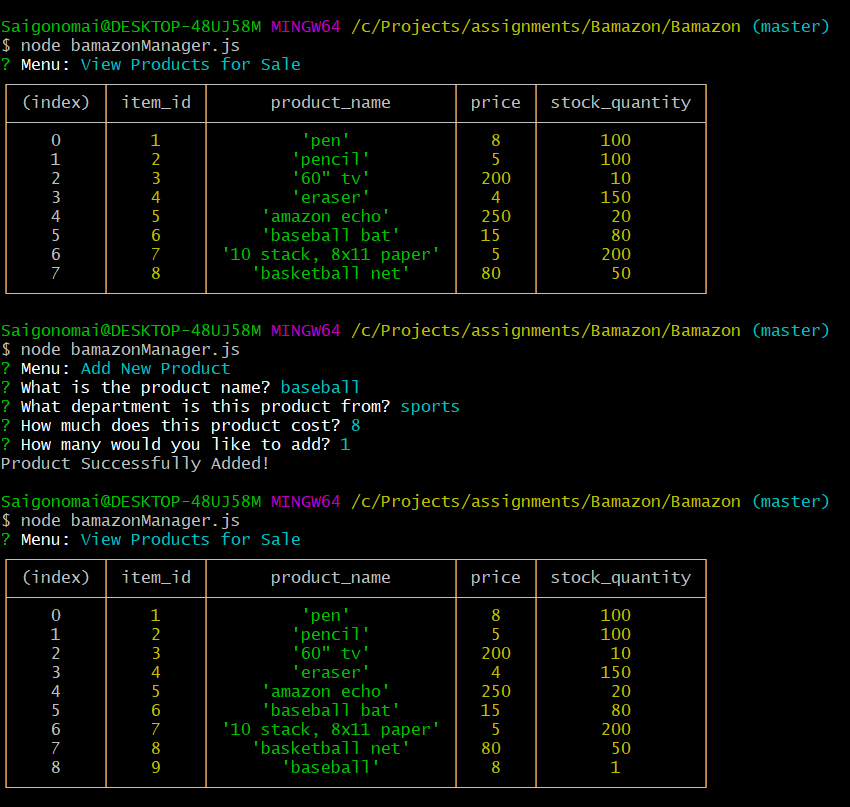 Saigonomai@DESKTOP-48UJ58M MINGW64 /c/Projects/assignments/Bamazon/Bamazon (master)
$ node bamazonManager.js
? Menu: View Products for Sale
(index) item_id product_name price stock_quantity
0 1 'pen' 8 100
1 2 'pencil' 5 100
2 3 '60" tv' 200 10
3 4 'eraser' 4 150
4 5 'amazon echo' 250 20
5 6 'baseball bat' 15 80
6 7 '10 stack, 8x11 paper' 5 200
7 8 'basketball net' 80 50
Saigonomai@DESKTOP-48UJ58M MINGW64 /c/Projects/assignments/Bamazon/Bamazon (master)
$ node bamazonManager.js
? Menu: Add New Product
? What is the product name? baseball
? What department is this product from? sports
? How much does this product cost? 8
? How many would you like to add? 1
Product Successfully Added!
Saigonomai@DESKTOP-48UJ58M MINGW64 /c/Projects/assignments/Bamazon/Bamazon (master)
$ node bamazonManager.js
? Menu: View Products for Sale
(index) item_id product_name price stock_quantity
0 1 'pen' 8 100
1 2 'pencil' 5 100
2 3 '60" tv' 200 10
3 4 'eraser' 4 150
4 5 'amazon echo' 250 20
5 6 'baseball bat' 15 80
6 7 '10 stack, 8x11 paper' 5 200
7 8 'basketball net' 80 50
8 9 'baseball' 8 1